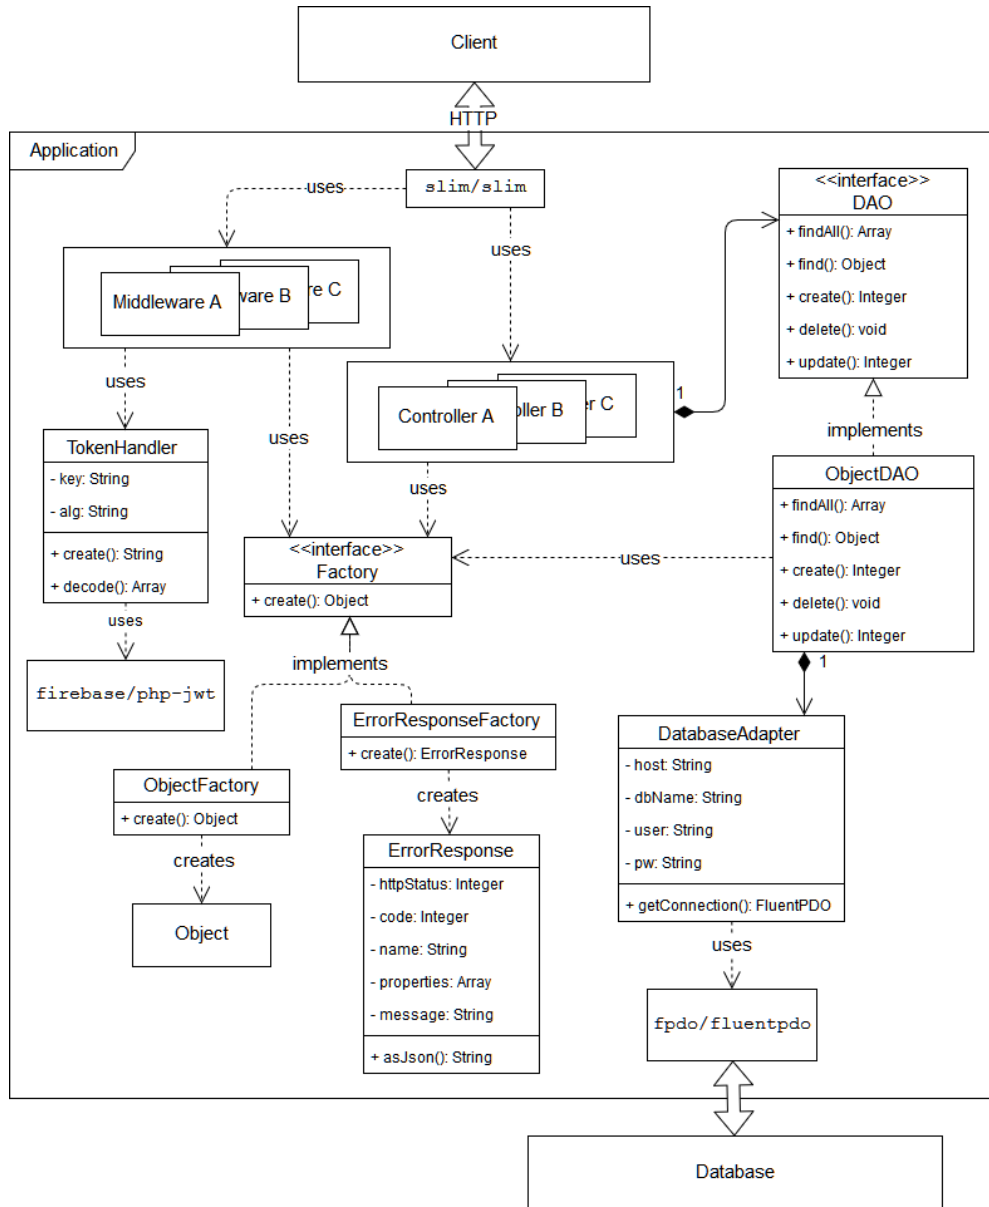 Client
HTTP
Application
slim/slim
uses
uses
<<interface>>
DAO
+ findAll(): Array
+ find(): Object
+ create(): Integer
+ delete(): void
+ update(): Integer
Middleware A
ware B
re C
uses
uses
Controller A
oller B
er C
1
uses
implements
TokenHandler
- key: String
- alg: String
+ create(): String
+ decode(): Array
uses
firebase/php-jwt
<<interface>>
Factory
+ create(): Object
uses
ObjectDAO
+ findAll(): Array
+ find(): Object
+ create(): Integer
+ delete(): void
+ update(): Integer
1
implements
ErrorResponseFactory
+ create(): ErrorResponse
creates
ObjectFactory
+ create(): Object
creates
Object
ErrorResponse
- httpStatus: Integer
- code: Integer
- name: String
- properties: Array
- message: String
+ asJson(): String
DatabaseAdapter
- host: String
- dbName: String
- user: String
- pw: String
+ getConnection(): FluentPDO
uses
fpdo/fluentpdo
Database